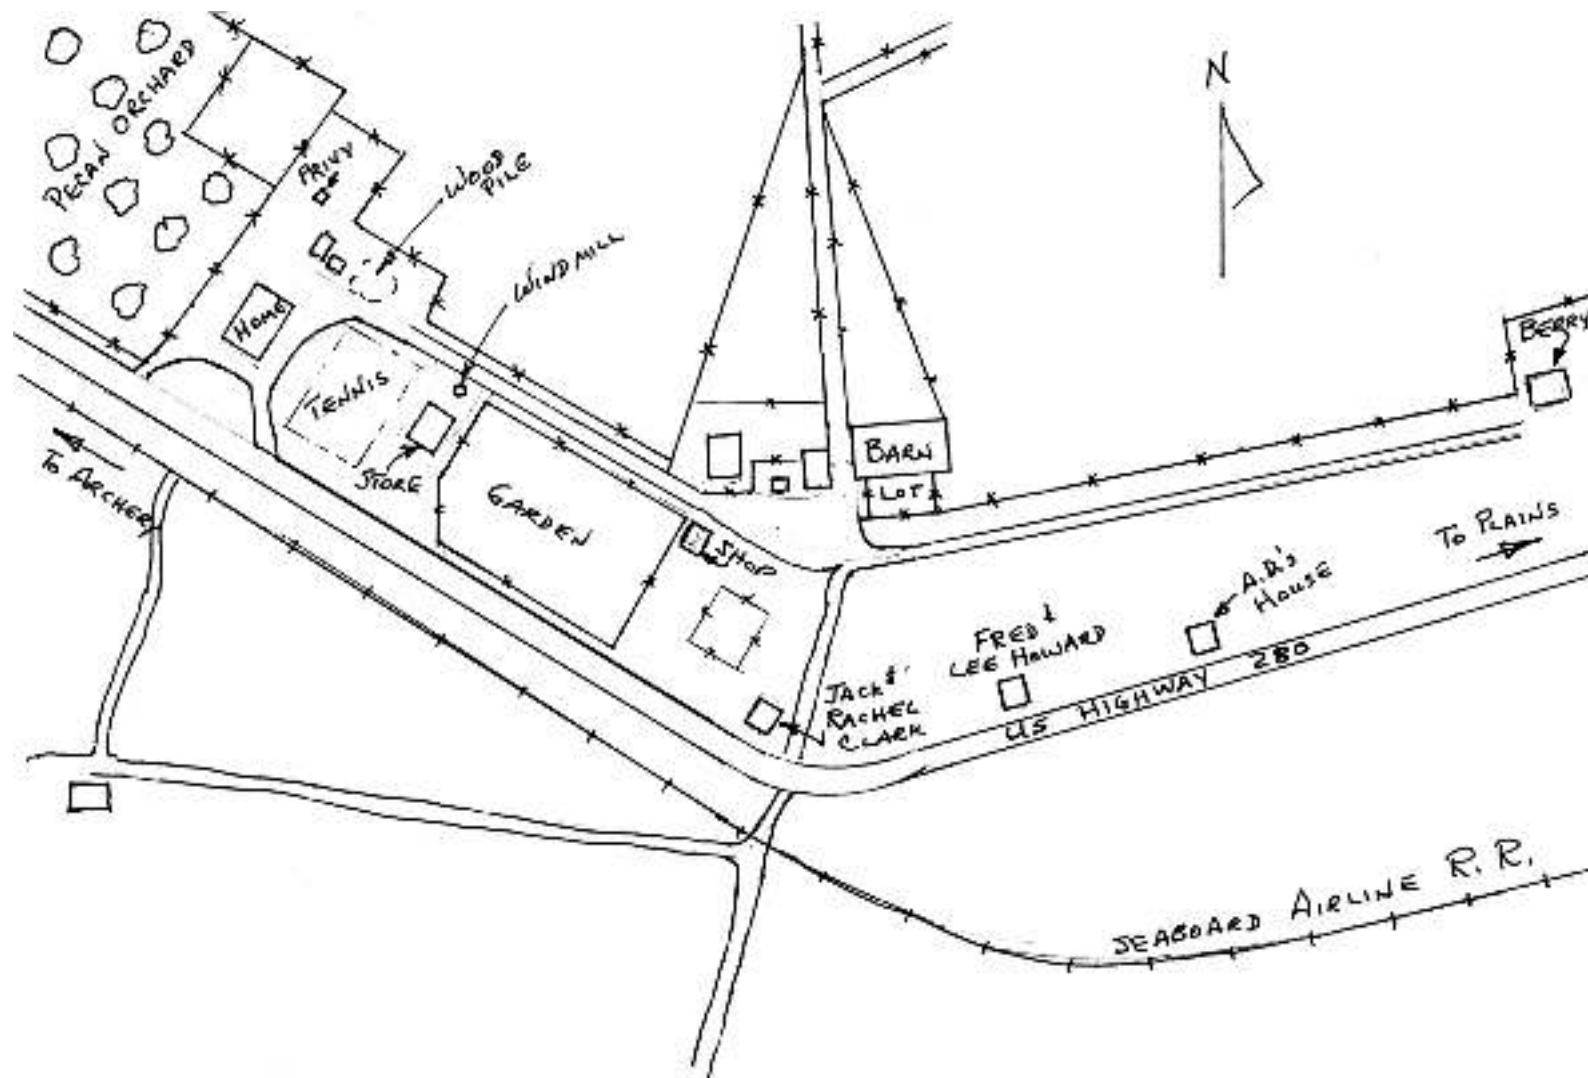 N
PECAN ORCHARD
PRIVY
WOOD
PILE
WINDMILL
HOME
TENNIS
STORE
GARDEN
SHOP
BARN
LOT
BERRY
TO ARCHERY
TO PLAINS
A.D.'s
HOUSE
FRED &
LEE HOWARD
JACK &
RACHEL
CLARK
US HIGHWAY 280
SEABOARD AIRLINE R. R.